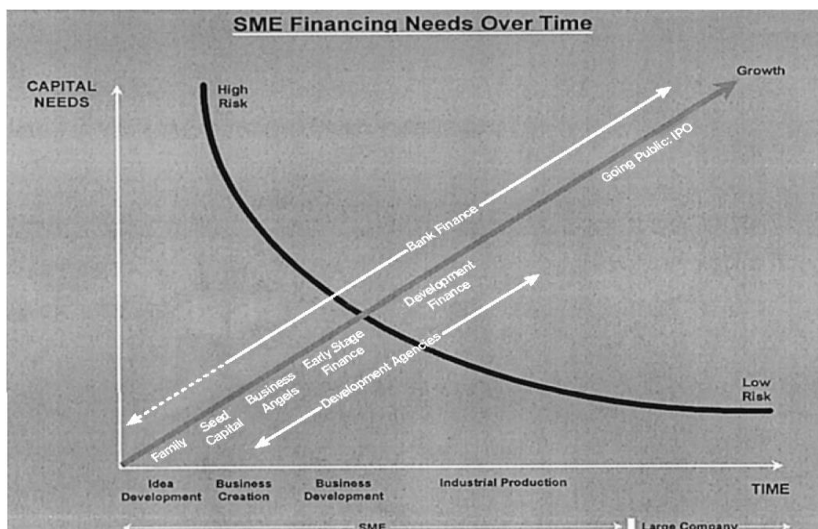 SME Financing Needs Over Time
CAPITAL
NEEDS
High
Risk
Growth
Going Public: IPO
Bank Finance
Development
Finance
Early Stage
Finance
Development Agencies
Business
Angels
Seed
Capital
Family
Low
Risk
Idea
Development
Business
Creation
Business
Development
Industrial Production
TIME
SME
Large Company